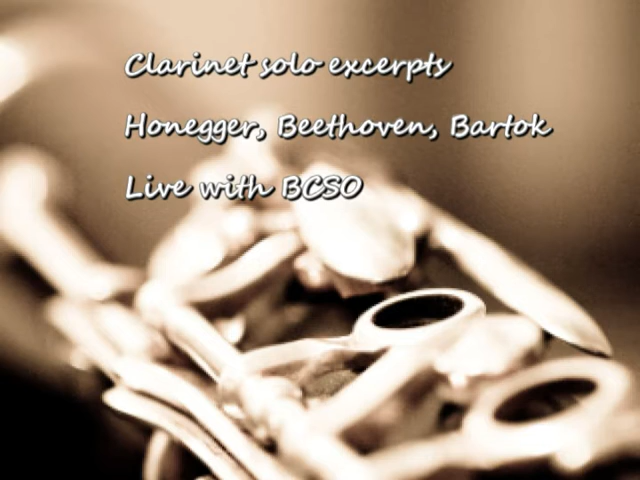 Clarinet solo excerpts
Honegger, Beethoven, Bartok
Live with BCSO